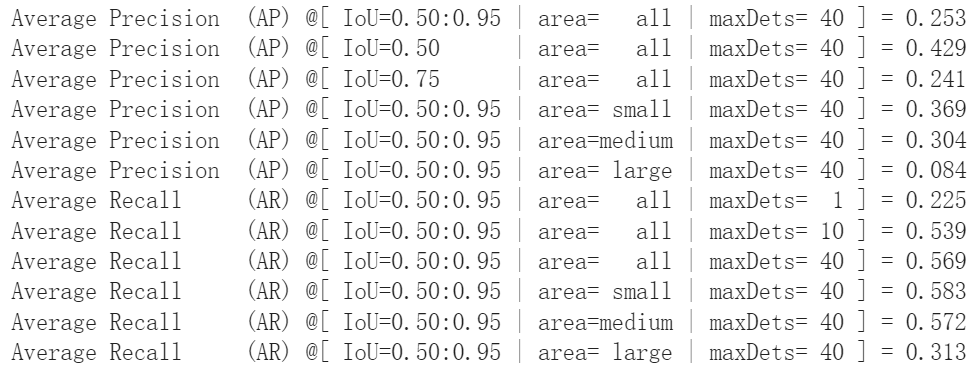 Average Precision  (AP) @[ IoU=0.50:0.95 | area=   all | maxDets= 40 ] = 0.253
Average Precision  (AP) @[ IoU=0.50      | area=   all | maxDets= 40 ] = 0.429
Average Precision  (AP) @[ IoU=0.75      | area=   all | maxDets= 40 ] = 0.241
Average Precision  (AP) @[ IoU=0.50:0.95 | area= small | maxDets= 40 ] = 0.369
Average Precision  (AP) @[ IoU=0.50:0.95 | area=medium | maxDets= 40 ] = 0.304
Average Precision  (AP) @[ IoU=0.50:0.95 | area= large | maxDets= 40 ] = 0.084
Average Recall     (AR) @[ IoU=0.50:0.95 | area=   all | maxDets=  1 ] = 0.225
Average Recall     (AR) @[ IoU=0.50:0.95 | area=   all | maxDets= 10 ] = 0.539
Average Recall     (AR) @[ IoU=0.50:0.95 | area=   all | maxDets= 40 ] = 0.569
Average Recall     (AR) @[ IoU=0.50:0.95 | area= small | maxDets= 40 ] = 0.583
Average Recall     (AR) @[ IoU=0.50:0.95 | area=medium | maxDets= 40 ] = 0.572
Average Recall     (AR) @[ IoU=0.50:0.95 | area= large | maxDets= 40 ] = 0.313